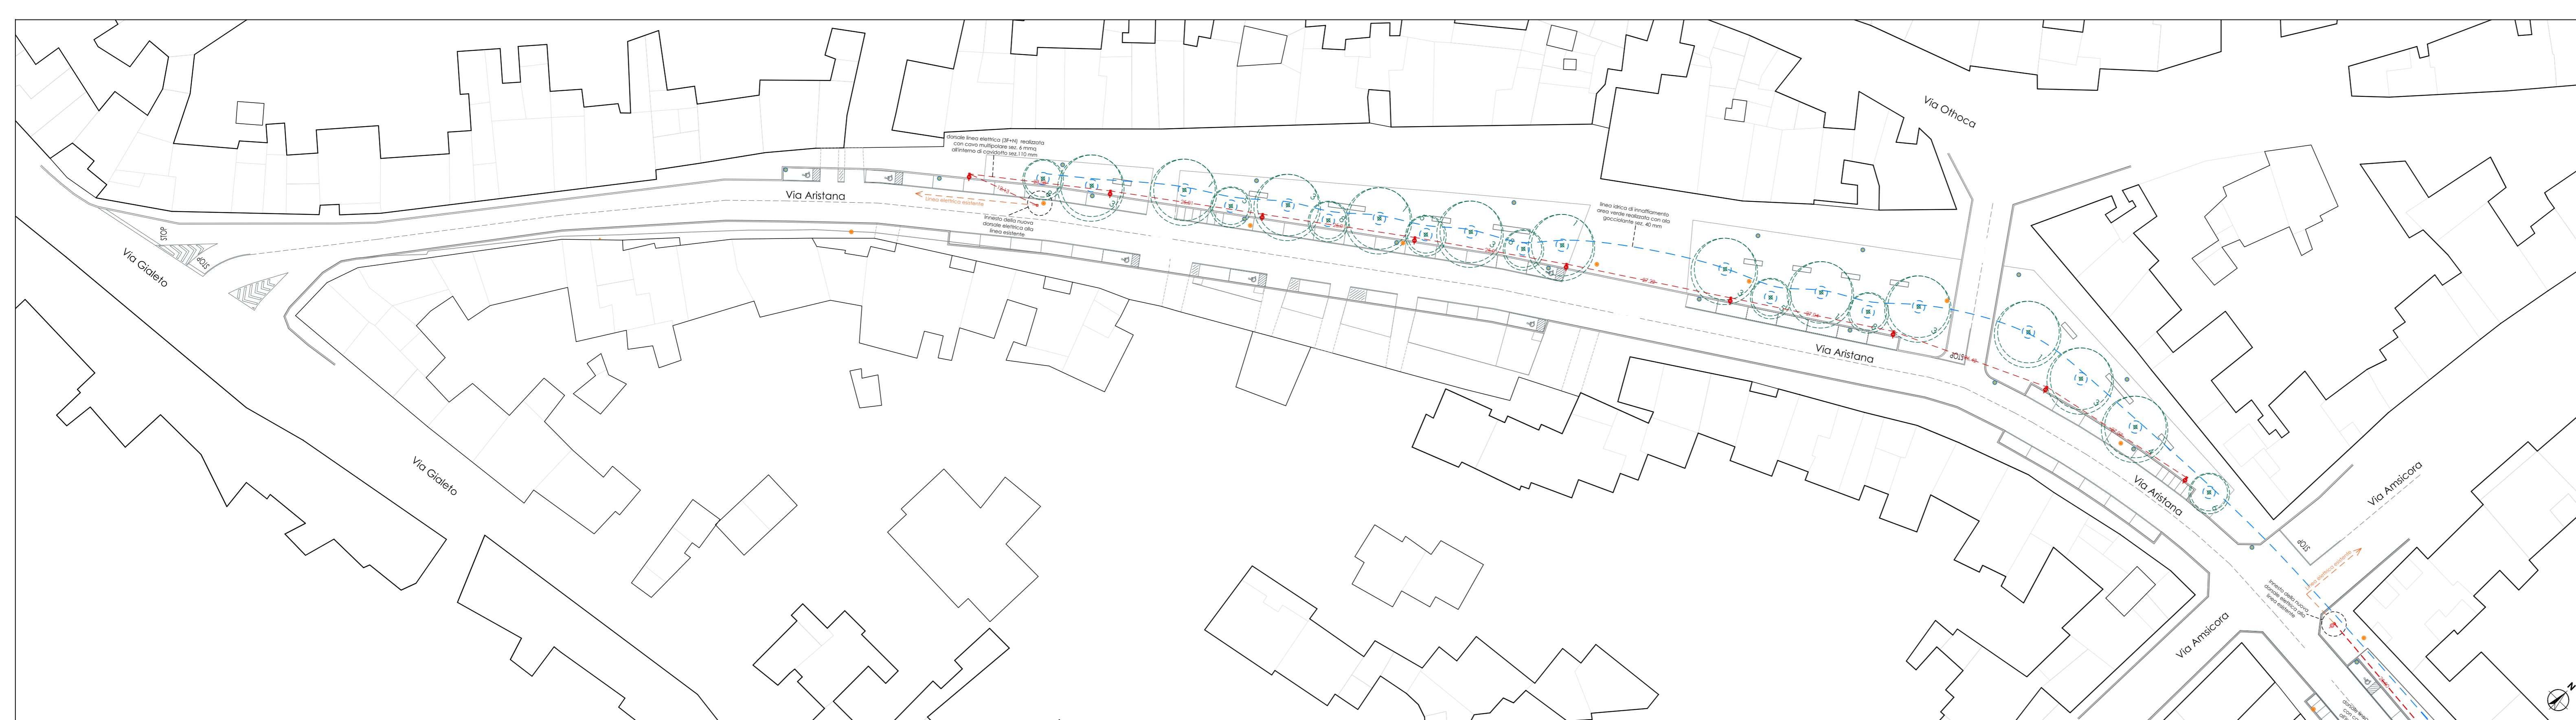 Via Othoca
dorsale linea elettrica (3F+N) realizzata
con cavo multipolare sez. 6 mmq
all'interno di cavidotto sez.110 mm
Via Aristana
Linea elettrica esistente
innesto della nuova
dorsale elettrica alla
linea esistente
linea idrica di innaffiamento
area verde realizzata con ala
gocciolante sez. 40 mm
STOP
STOP
Via Gialeto
Via Aristana
STOP
Via Gialeto
Via Aristana
Via Amsicora
STOP
innesto della nuova
dorsale elettrica alla
linea esistente
Via Amsicora
N